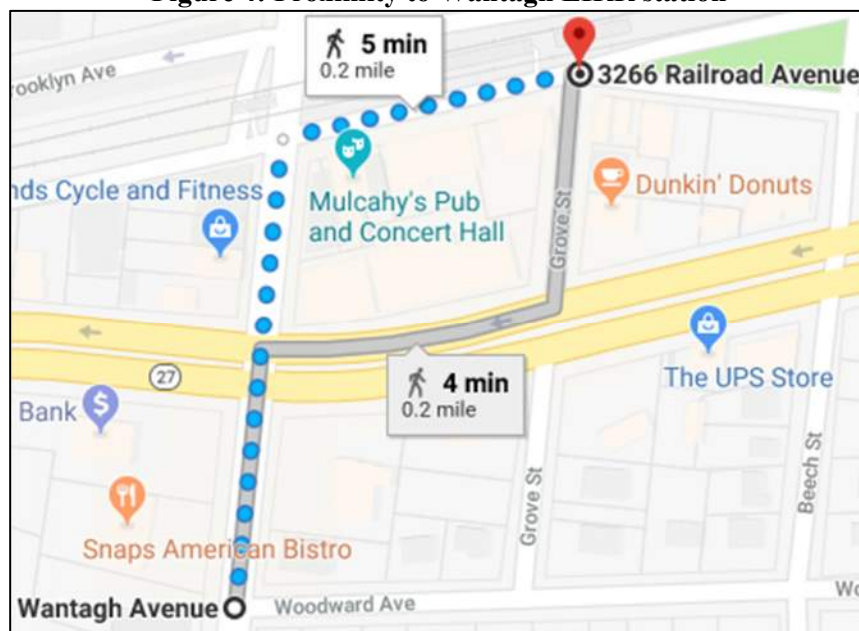 5 min
0.2 mile
rooklyn Ave
3266 Railroad Avenue
nds Cycle and Fitness
Mulcahy's Pub
and Concert Hall
Dunkin' Donuts
Grove St
27
4 min
0.2 mile
The UPS Store
Bank
$
Grove St
Beech St
Snaps American Bistro
Wantagh Avenue
Woodward Ave
Wo